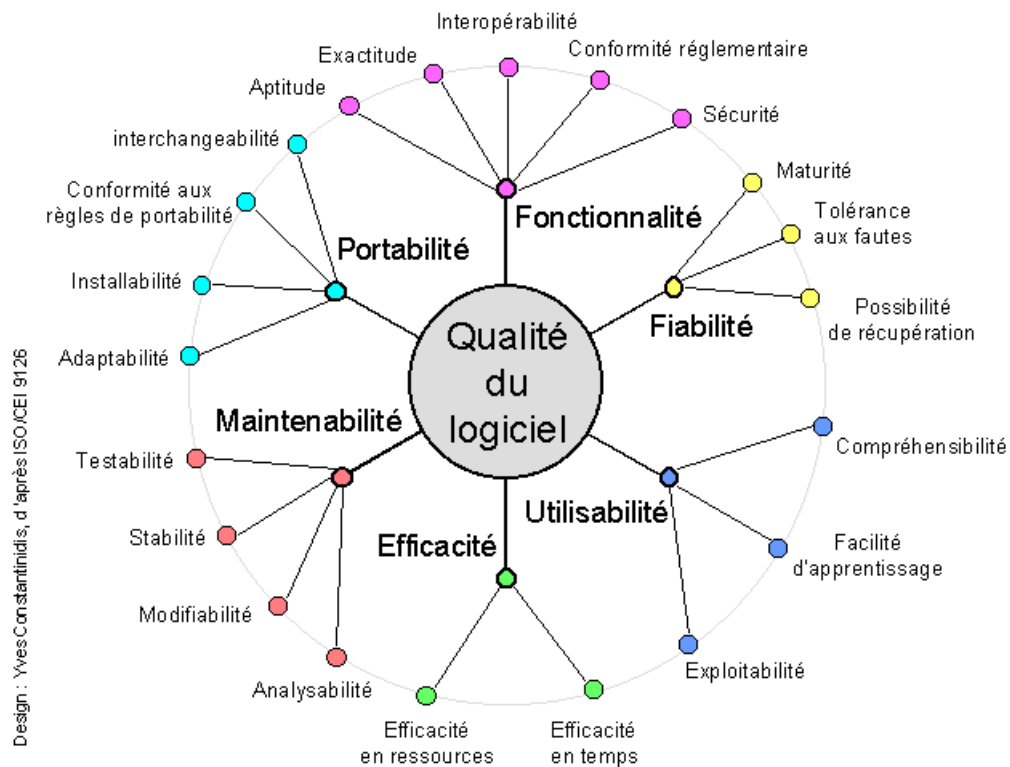 Interopérabilité
Exactitude
Conformité réglementaire
Aptitude
Sécurité
interchangeabilité
Maturité
Conformité aux
règles de portabilité
Tolérance
aux fautes
Fonctionnalité
Portabilité
Installabilité
Possibilité
de récupération
Fiabilité
Qualité
du
logiciel
Adaptabilité
Maintenabilité
Compréhensibilité
Testabilité
Utilisabilité
Stabilité
Efficacité
Facilité
d'apprentissage
Modifiabilité
Exploitabilité
Analysabilité
Efficacité
en ressources
Efficacité
en temps
Design : YvesConstantinidis, d'après ISO/CEI 9126